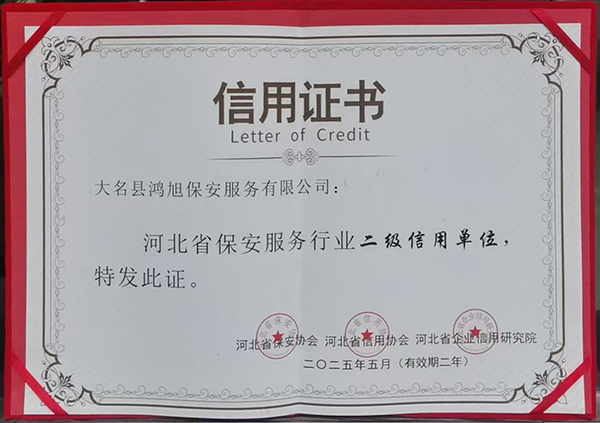 信用证书
Letter of Credit
大名县鸿旭保安服务有限公司：
河北省保安服务行业二级信用单位，
特发此证。
河北省保安协会 河北省信用协会 河北省企业信用研究院
二〇二五年五月（有效期二年）